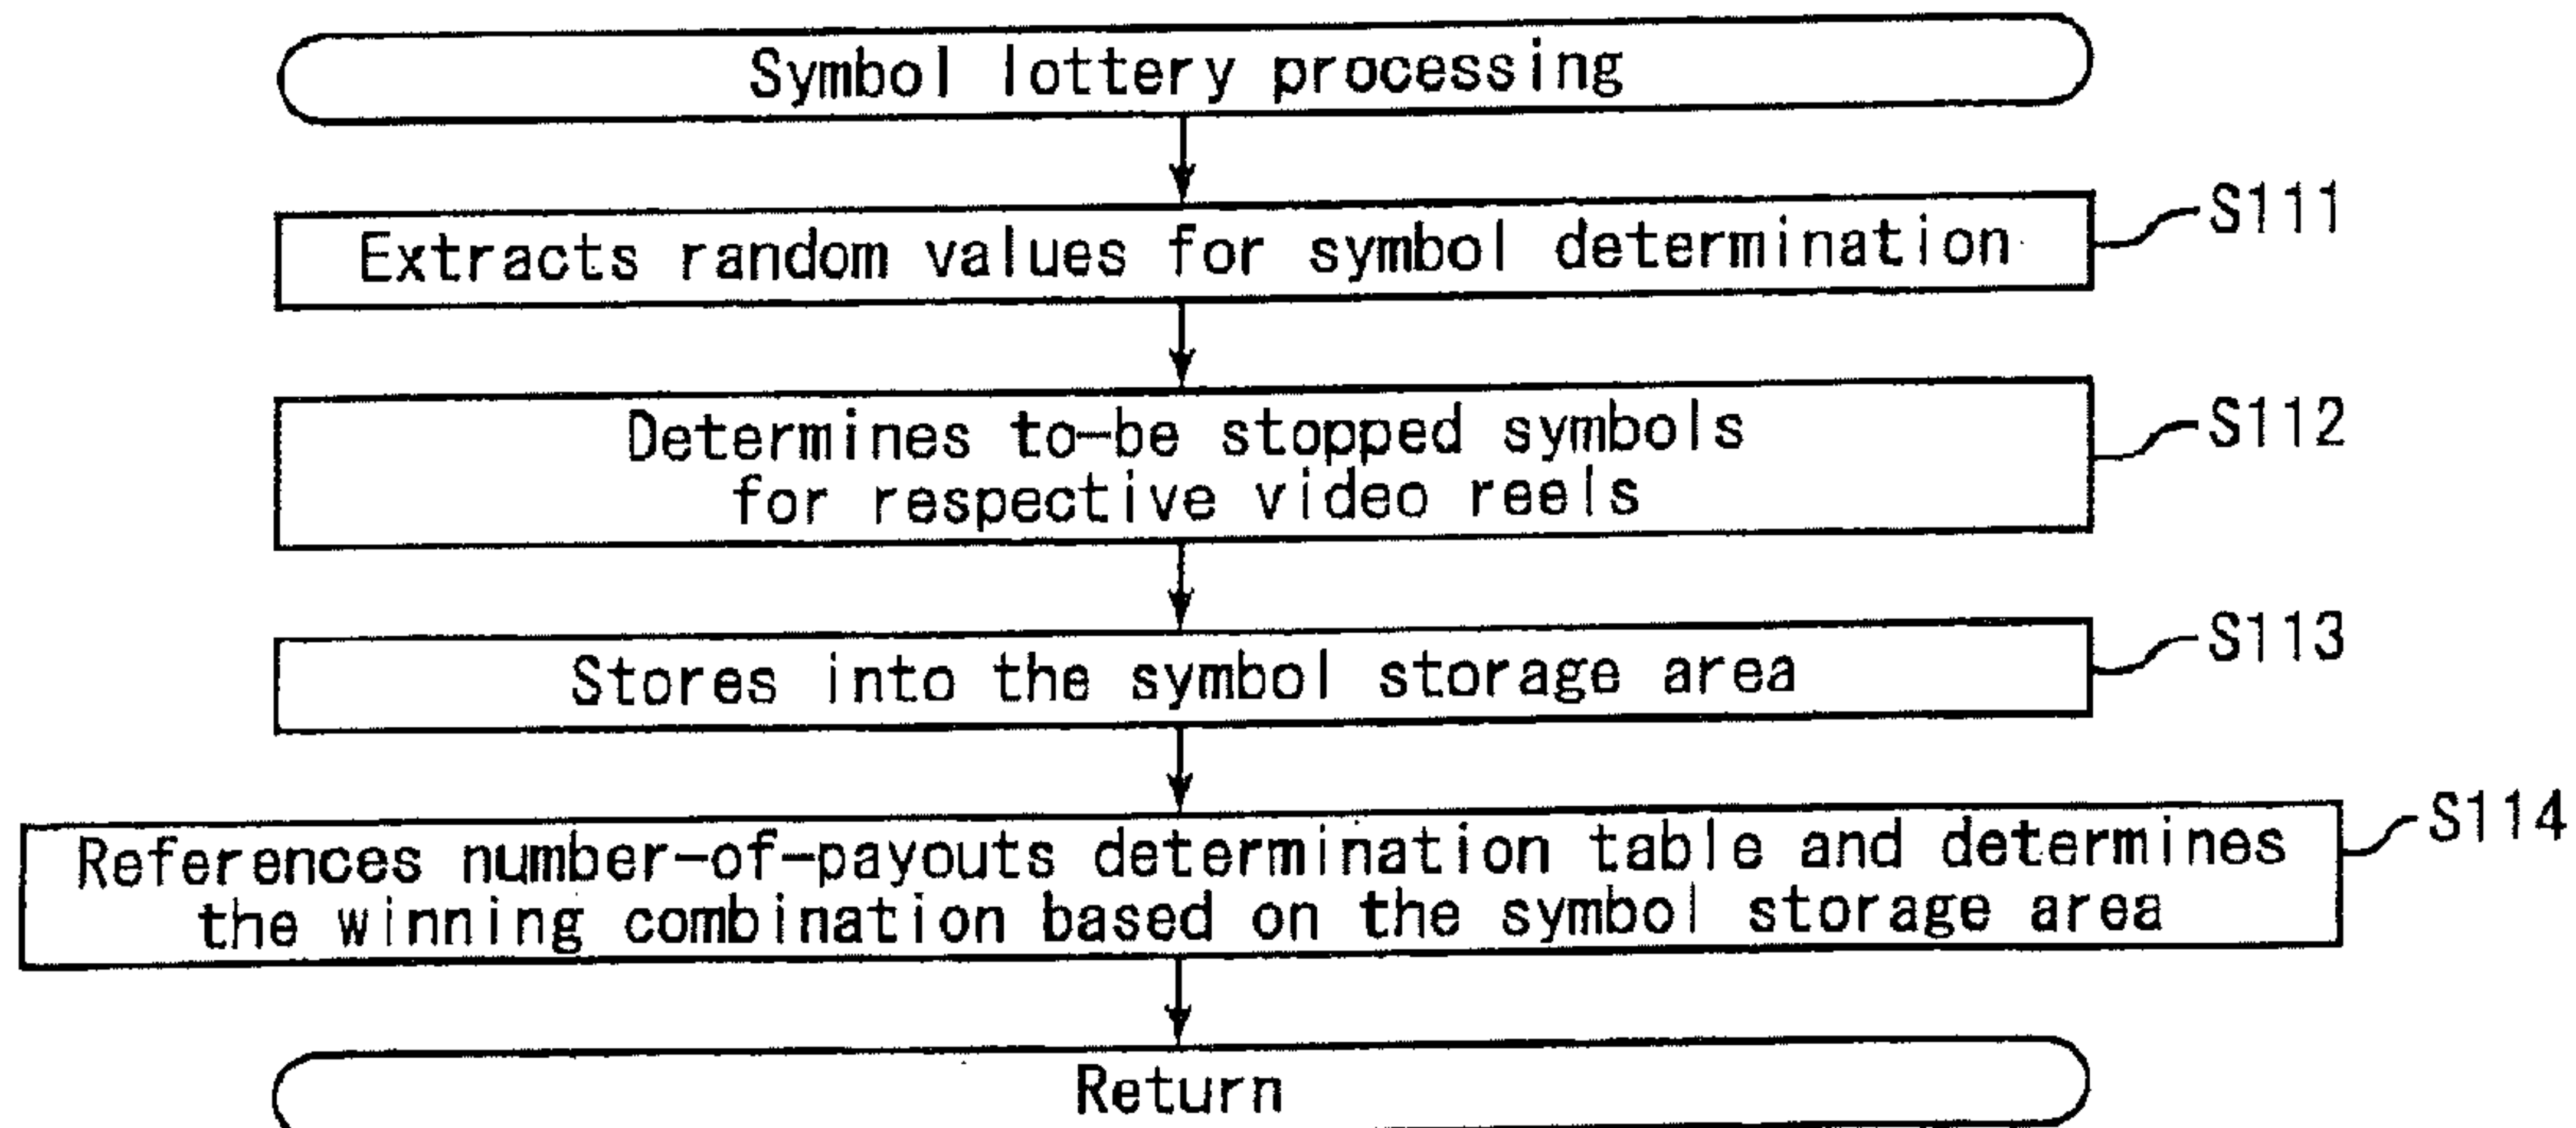 Symbol lottery processing
Extracts random values for symbol determination
S111
Determines to-be stopped symbols
for respective video reels
S112
Stores into the symbol storage area
S113
References number-of-payouts determination table and determines
the winning combination based on the symbol storage area
S114
Return